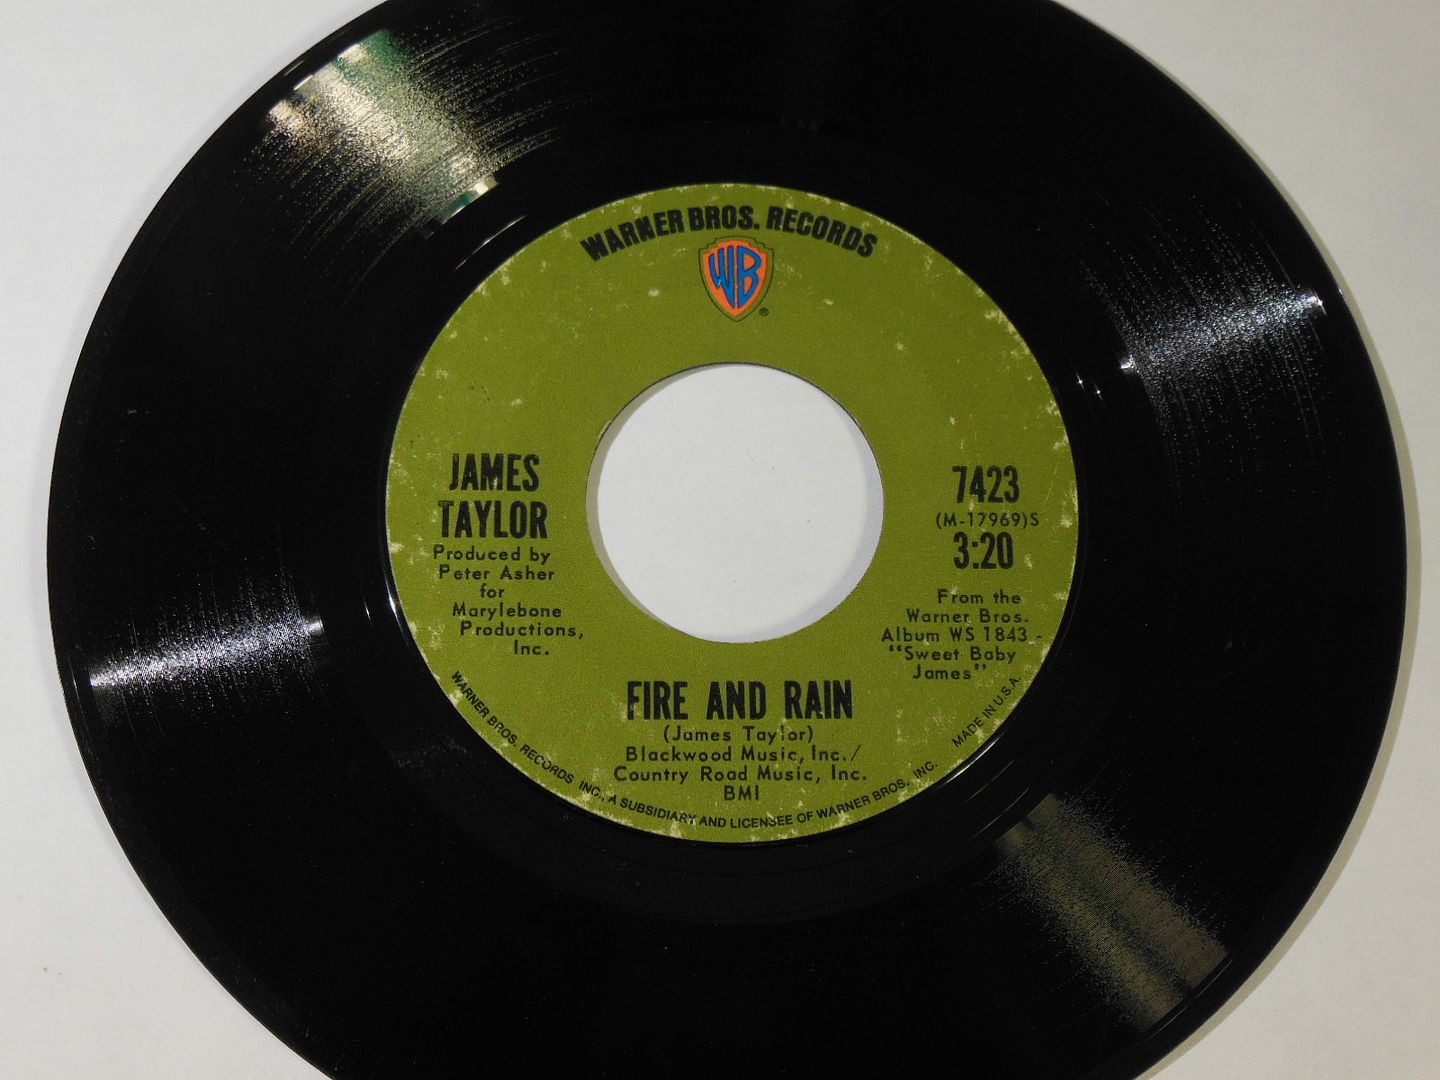 WARNER BROS. RECORDS
WB
®
JAMES
TAYLOR
Produced by
Peter Asher
for
Marylebone
Productions,
Inc.
7423
(M-17969)S
3:20
From the
Warner Bros.
Album WS 1843 -
"Sweet Baby
James"
FIRE AND RAIN
(James Taylor)
Blackwood Music, Inc./
Country Road Music, Inc.
BMI
WARNER BROS. RECORDS INC., A SUBSIDIARY AND LICENSEE OF WARNER BROS. INC. MADE IN U.S.A.